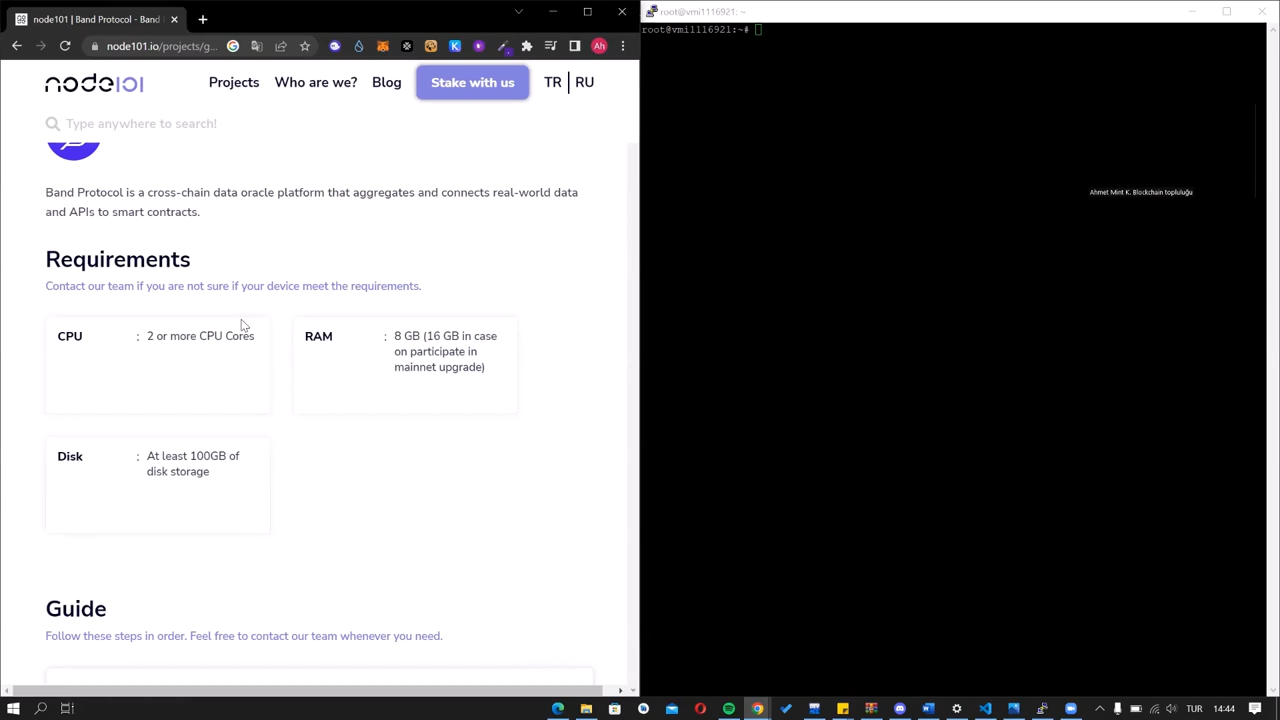 node101 | Band Protocol - Band Pr
root@vmi1116921: ~
node101.io/projects/g...
Ah
root@vmi1116921:~#
node101
Projects
Who are we?
Blog
Stake with us
TR
RU
Type anywhere to search!
Ahmet Mint K. Blockchain topluluğu
Band Protocol is a cross-chain data oracle platform that aggregates and connects real-world data
and APIs to smart contracts.
Requirements
Contact our team if you are not sure if your device meet the requirements.
CPU : 2 or more CPU Cores
RAM : 8 GB (16 GB in case
on participate in
mainnet upgrade)
Disk : At least 100GB of
disk storage
Guide
Follow these steps in order. Feel free to contact our team whenever you need.
TUR
14:44